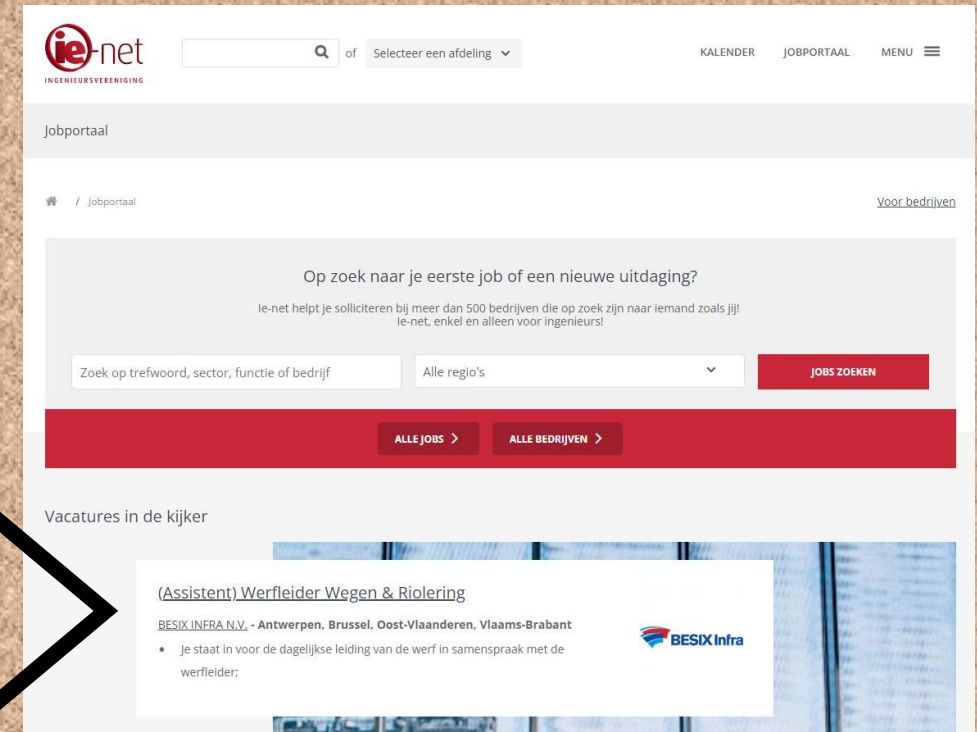 ie-net
INGENIEURSVERENIGING
of
Selecteer een afdeling
KALENDER
JOBPORTAAL
MENU
Jobportaal
/ Jobportaal
Voor bedrijven
Op zoek naar je eerste job of een nieuwe uitdaging?
Ie-net helpt je solliciteren bij meer dan 500 bedrijven die op zoek zijn naar iemand zoals jij!
Ie-net, enkel en alleen voor ingenieurs!
Zoek op trefwoord, sector, functie of bedrijf
Alle regio's
JOBS ZOEKEN
ALLE JOBS
ALLE BEDRIJVEN
Vacatures in de kijker
(Assistent) Werfleider Wegen & Riolering
BESIX INFRA N.V. - Antwerpen, Brussel, Oost-Vlaanderen, Vlaams-Brabant
BESIX Infra
• Je staat in voor de dagelijkse leiding van de werf in samenspraak met de
werfleider;